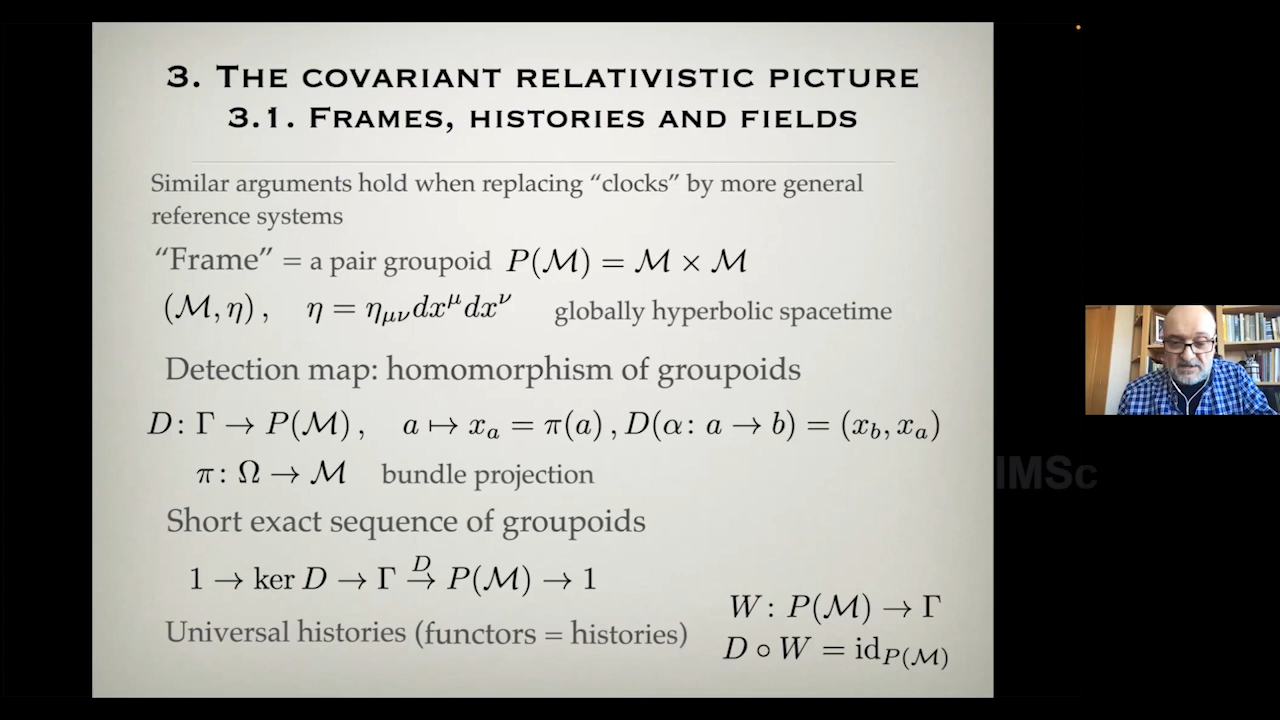 3. THE COVARIANT RELATIVISTIC PICTURE
3.1. FRAMES, HISTORIES AND FIELDS
Similar arguments hold when replacing “clocks” by more general
reference systems
“Frame” = a pair groupoid P(ℳ) = ℳ × ℳ
(ℳ, η), η = η_{μν}dx^μdx^ν globally hyperbolic spacetime
Detection map: homomorphism of groupoids
D: Γ → P(ℳ), a ↦ x_a = π(a), D(α: a → b) = (x_b, x_a)
π: Ω → ℳ bundle projection
Short exact sequence of groupoids
1 → ker D → Γ →^D P(ℳ) → 1
Universal histories (functors = histories)
W: P(ℳ) → Γ
D ∘ W = id_{P(ℳ)}
IMSc